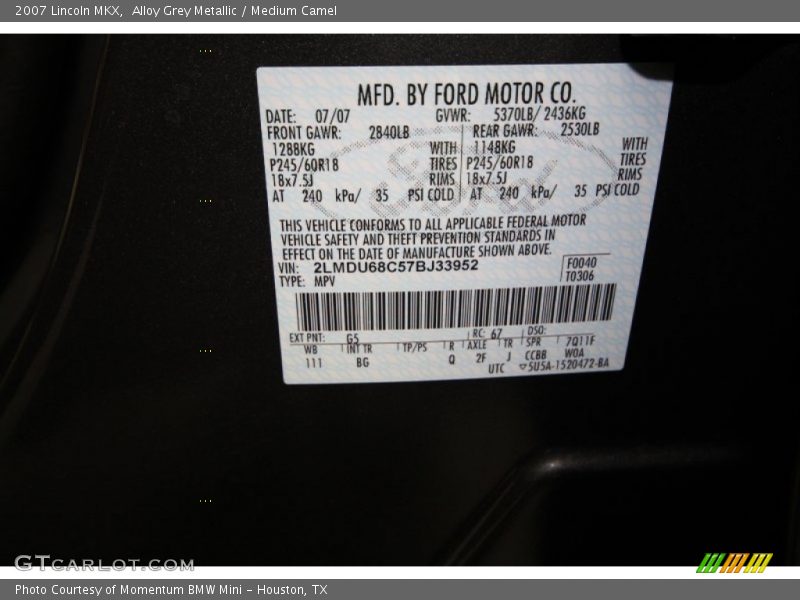 2007 Lincoln MKX, Alloy Grey Metallic / Medium Camel
MFD. BY FORD MOTOR CO.
DATE: 07/07 GVWR: 5370LB/ 2436KG
FRONT GAWR: 2840LB REAR GAWR: 2530LB
1288KG WITH 1148KG WITH
P245/60R18 TIRES P245/60R18 TIRES
18x7.5J RIMS 18x7.5J RIMS
AT 240 kPa/ 35 PSI COLD AT 240 kPa/ 35 PSI COLD
THIS VEHICLE CONFORMS TO ALL APPLICABLE FEDERAL MOTOR
VEHICLE SAFETY AND THEFT PREVENTION STANDARDS IN
EFFECT ON THE DATE OF MANUFACTURE SHOWN ABOVE.
VIN: 2LMDU68C57BJ33952 F0040
TYPE: MPV T0306
EXT PNT: G5 RC: 67 DSO:
WB INT TR TP/PS R AXLE TR SPR 7Q11F
111 BG Q 2F J CCBB WOA
UTC ▽5U5A-1520472-BA
GTCARLOT.COM
Photo Courtesy of Momentum BMW Mini - Houston, TX